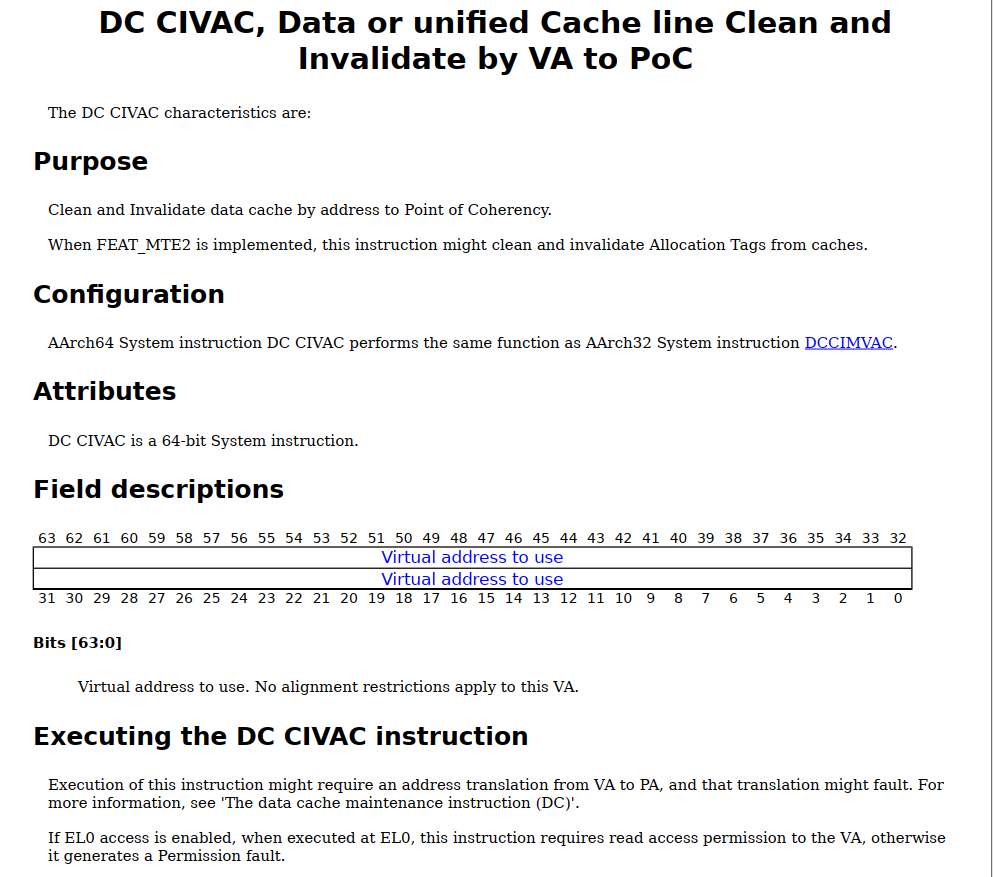 DC CIVAC, Data or unified Cache line Clean and
Invalidate by VA to PoC
The DC CIVAC characteristics are:
Purpose
Clean and Invalidate data cache by address to Point of Coherency.
When FEAT_MTE2 is implemented, this instruction might clean and invalidate Allocation Tags from caches.
Configuration
AArch64 System instruction DC CIVAC performs the same function as AArch32 System instruction DCCIMVAC.
Attributes
DC CIVAC is a 64-bit System instruction.
Field descriptions
63 62 61 60 59 58 57 56 55 54 53 52 51 50 49 48 47 46 45 44 43 42 41 40 39 38 37 36 35 34 33 32
Virtual address to use
Virtual address to use
31 30 29 28 27 26 25 24 23 22 21 20 19 18 17 16 15 14 13 12 11 10 9 8 7 6 5 4 3 2 1 0
Bits [63:0]
Virtual address to use. No alignment restrictions apply to this VA.
Executing the DC CIVAC instruction
Execution of this instruction might require an address translation from VA to PA, and that translation might fault. For
more information, see 'The data cache maintenance instruction (DC)'.
If EL0 access is enabled, when executed at EL0, this instruction requires read access permission to the VA, otherwise
it generates a Permission fault.